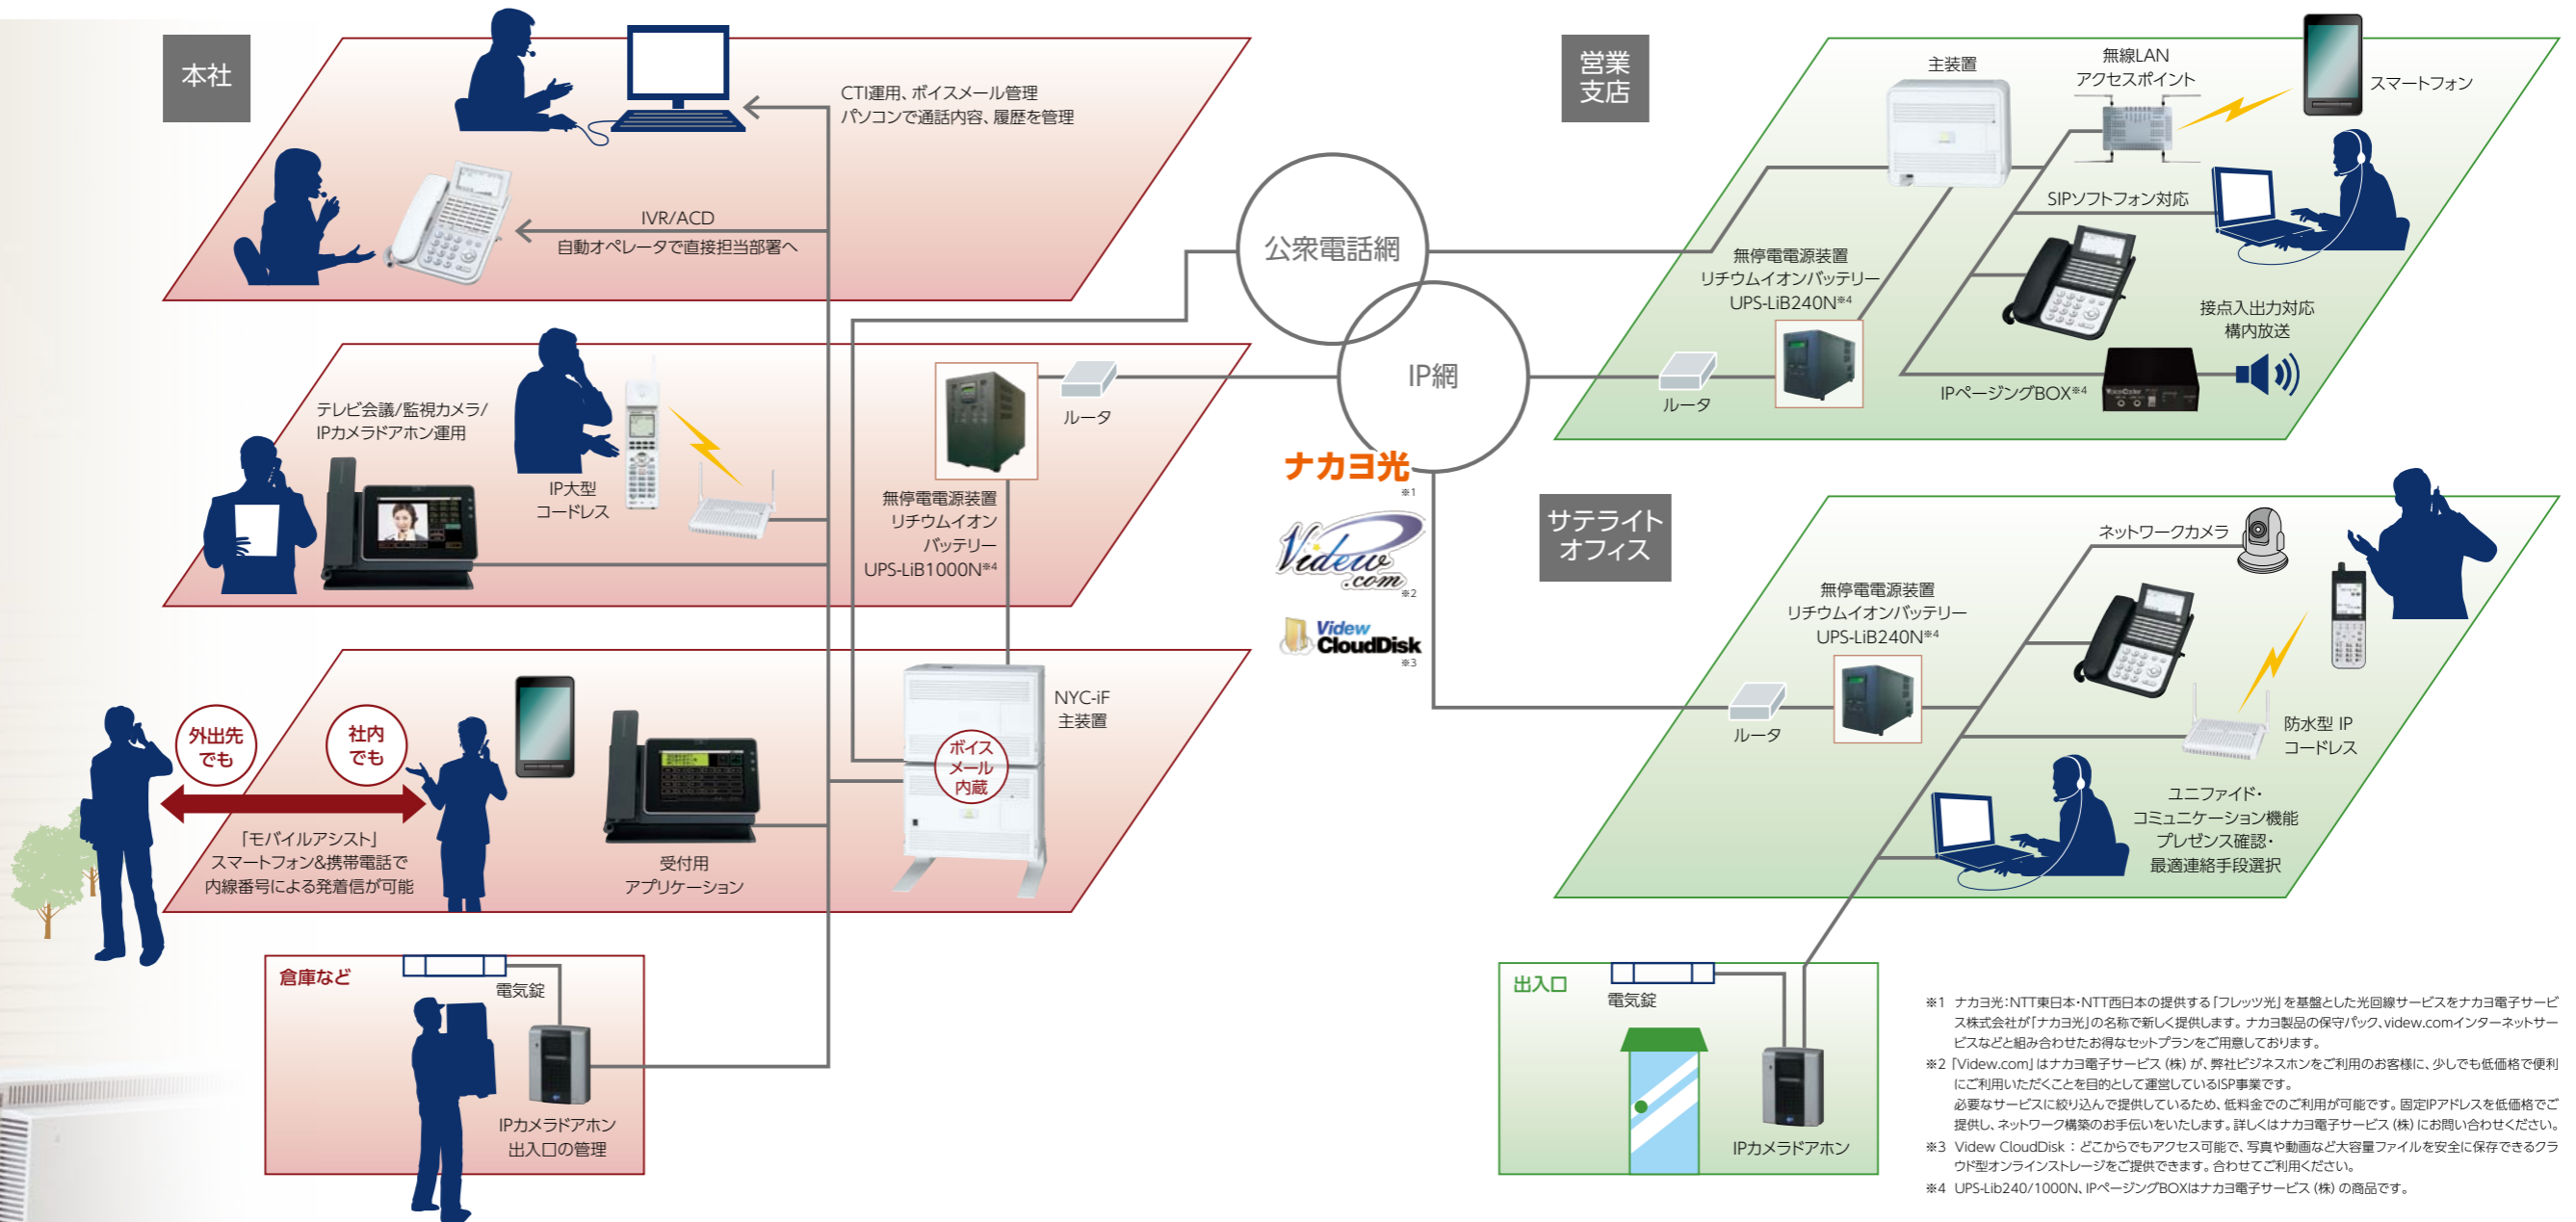 本社
CTI運用、ボイスメール管理
パソコンで通話内容、履歴を管理
IVR/ACD
自動オペレータで直接担当部署へ
テレビ会議/監視カメラ/
IPカメラドアホン運用
IP大型
コードレス
無停電電源装置
リチウムイオン
バッテリー
UPS-LiB1000N※4
ルータ
外出先
でも
社内
でも
「モバイルアシスト」
スマートフォン&携帯電話で
内線番号による発着信が可能
受付用
アプリケーション
NYC-iF
主装置
ボイス
メール
内蔵
倉庫など
電気錠
IPカメラドアホン
出入口の管理
公衆電話網
IP網
ナカヨ光
※1
Videw
.com
※2
Videw
CloudDisk
※3
営業
支店
主装置
無線LAN
アクセスポイント
スマートフォン
SIPソフトフォン対応
無停電電源装置
リチウムイオンバッテリー
UPS-LiB240N※4
ルータ
接点入出力対応
構内放送
IPページングBOX※4
サテライト
オフィス
ネットワークカメラ
無停電電源装置
リチウムイオンバッテリー
UPS-LiB240N※4
ルータ
防水型 IP
コードレス
ユニファイド・
コミュニケーション機能
プレゼンス確認・
最適連絡手段選択
出入口
電気錠
IPカメラドアホン
※1 ナカヨ光：NTT東日本・NTT西日本の提供する「フレッツ光」を基盤とした光回線サービスをナカヨ電子サービ
ス株式会社が「ナカヨ光」の名称で新しく提供します。ナカヨ製品の保守パック、videw.comインターネットサー
ビスなどと組み合わせたお得なセットプランをご用意しております。
※2「Videw.com」はナカヨ電子サービス（株）が、弊社ビジネスホンをご利用のお客様に、少しでも低価格で便利
にご利用いただくことを目的として運営しているISP事業です。
必要なサービスに絞り込んで提供しているため、低料金でのご利用が可能です。固定IPアドレスを低価格でご
提供し、ネットワーク構築のお手伝いをいたします。詳しくはナカヨ電子サービス（株）にお問い合わせください。
※3 Videw CloudDisk ： どこからでもアクセス可能で、写真や動画など大容量ファイルを安全に保存できるクラ
ウド型オンラインストレージをご提供できます。合わせてご利用ください。
※4 UPS-Lib240/1000N、IPページングBOXはナカヨ電子サービス（株）の商品です。